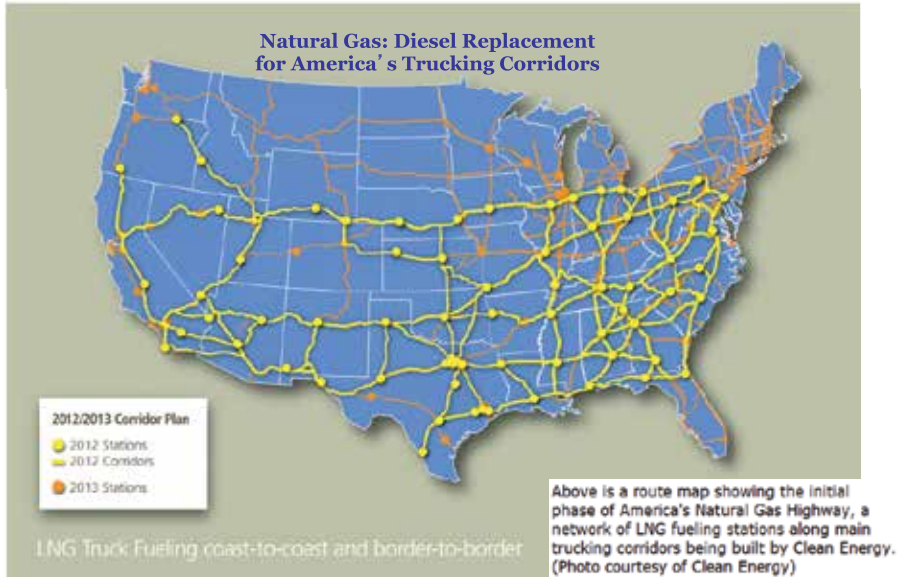 Natural Gas: Diesel Replacement
for America’s Trucking Corridors
2012/2013 Corridor Plan
2012 Stations
2012 Corridors
2013 Stations
LNG Truck Fueling coast-to-coast and border-to-border
Above is a route map showing the initial
phase of America's Natural Gas Highway, a
network of LNG fueling stations along main
trucking corridors being built by Clean Energy.
(Photo courtesy of Clean Energy)